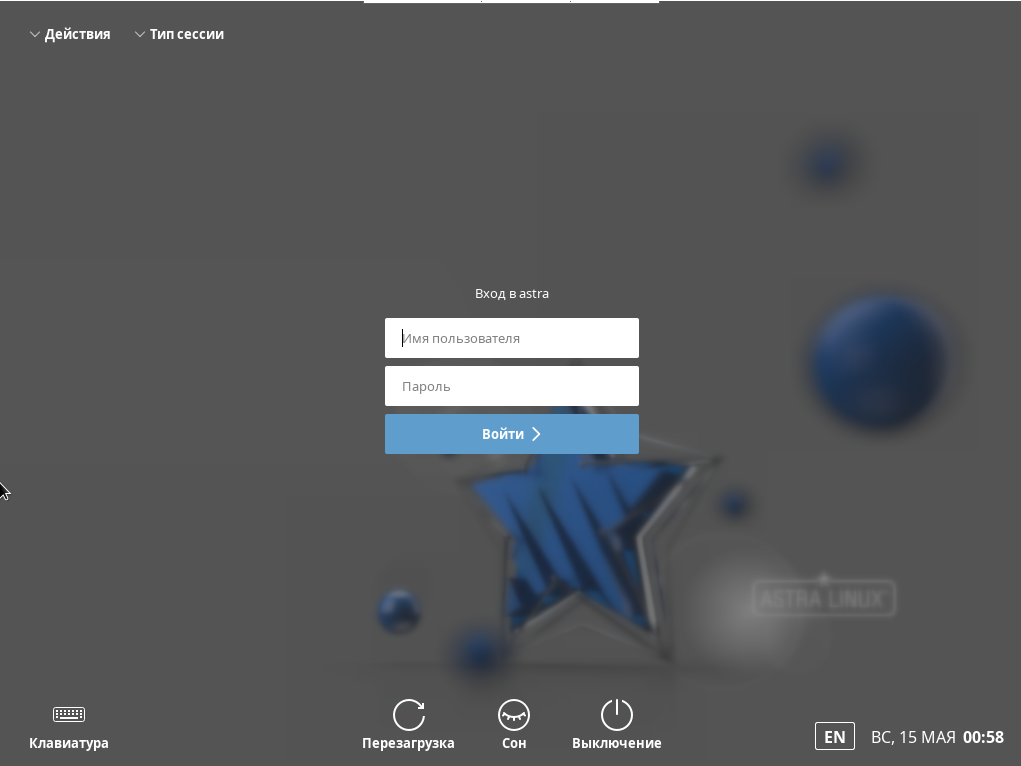 Действия Тип сессии
Вход в astra
Имя пользователя
Пароль
Войти
ASTRA LINUX
Клавиатура Перезагрузка Сон Выключение EN ВС, 15 МАЯ 00:58